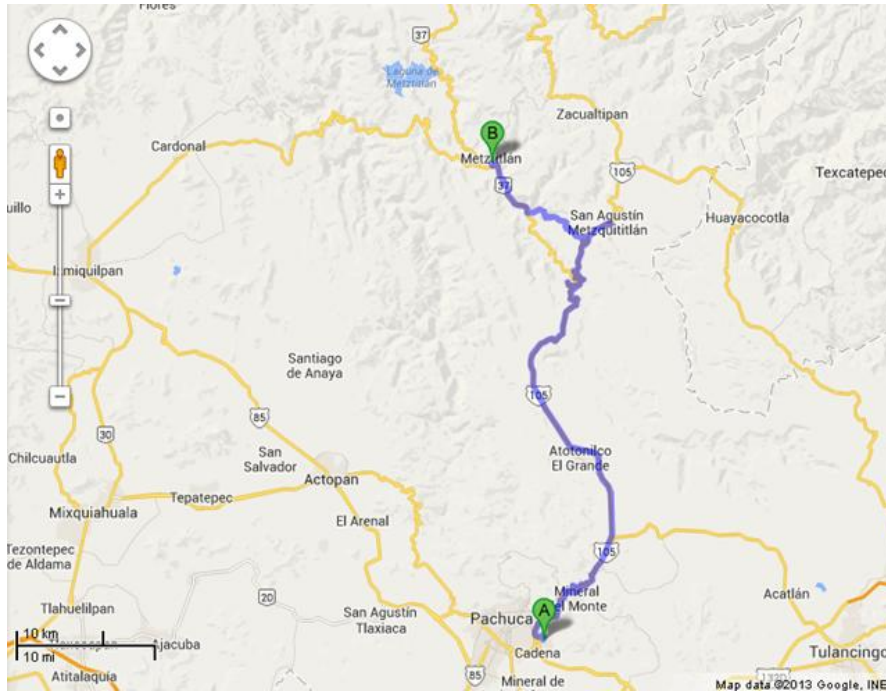 Flores
37
Laguna de
Metztitlán
Zacualtipan
B
Cardonal
Metztitlán
105
Texcatepec
37
San Agustín
Metzquititlán
Huayacocotla
Ixmiquilpan
Santiago
de Anaya
105
85
30
Atotonilco
El Grande
Chilcuautla
San
Salvador
Actopan
Tepatepec
Mixquiahuala
El Arenal
105
Tezontepec
de Aldama
Mineral
del Monte
Acatlán
20
A
Tlahuelilpan
San Agustín
Tlaxiaca
Pachuca
10 km
Ajacuba
Cadena
Tulancingo
10 mi
Atitalaquia
85
Mineral de
132D
Map data ©2013 Google, INE